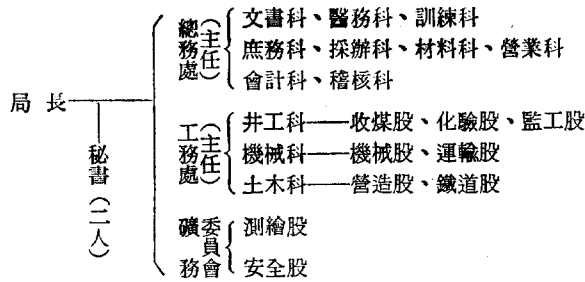 局長
秘書（二人）
總務處（主任）
文書科、醫務科、訓練科
庶務科、採辦科、材料科、營業科
會計科、稽核科
工務處（主任）
井工科——收煤股、化驗股、監工股
機械科——機械股、運輸股
土木科——營造股、鐵道股
礦務委員會
測繪股
安全股